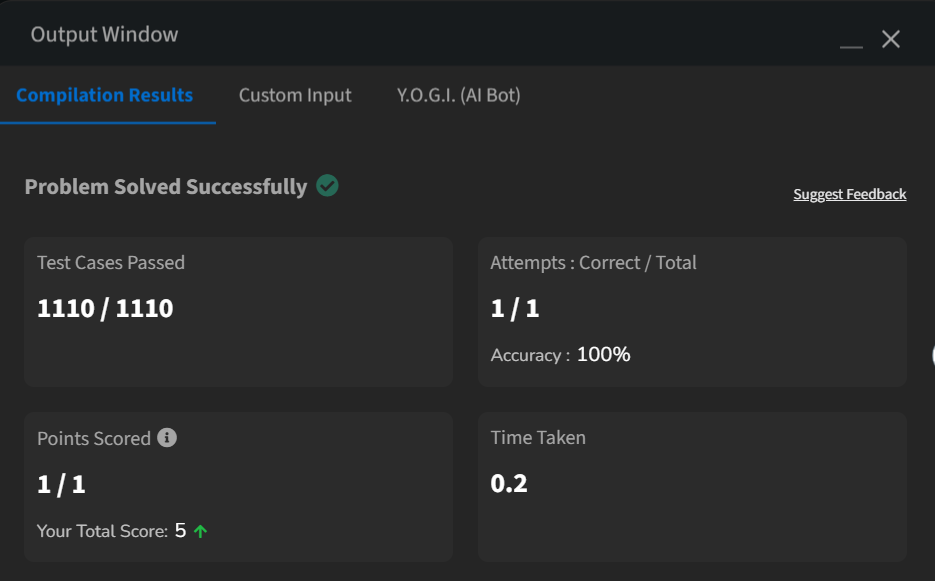 Output Window
Compilation Results
Custom Input
Y.O.G.I. (AI Bot)
Problem Solved Successfully
Suggest Feedback
Test Cases Passed
1110 / 1110
Attempts : Correct / Total
1 / 1
Accuracy : 100%
Points Scored
1 / 1
Your Total Score: 5
Time Taken
0.2